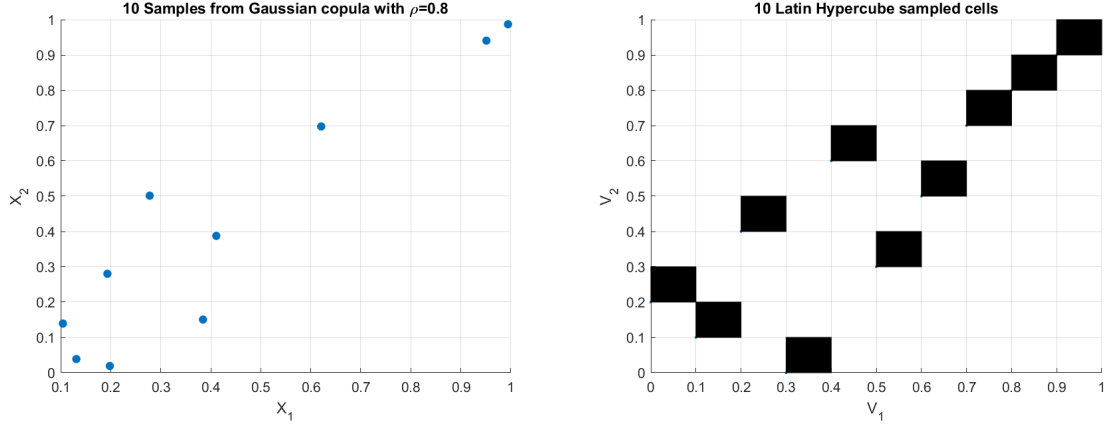 10 Samples from Gaussian copula with ρ=0.8
1
0.9
0.8
0.7
0.6
0.5
0.4
0.3
0.2
0.1
0
X₂
0.1 0.2 0.3 0.4 0.5 0.6 0.7 0.8 0.9 1
X₁
10 Latin Hypercube sampled cells
1
0.9
0.8
0.7
0.6
0.5
0.4
0.3
0.2
0.1
0
V₂
0 0.1 0.2 0.3 0.4 0.5 0.6 0.7 0.8 0.9 1
V₁